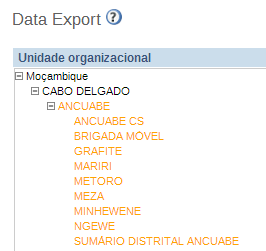 Data Export ?
Unidade organizacional
Moçambique
CABO DELGADO
ANCUABE
ANCUABE CS
BRIGADA MÓVEL
GRAFITE
MARIRI
METORO
MEZA
MINHEWENE
NGEWE
SUMÁRIO DISTRITAL ANCUABE